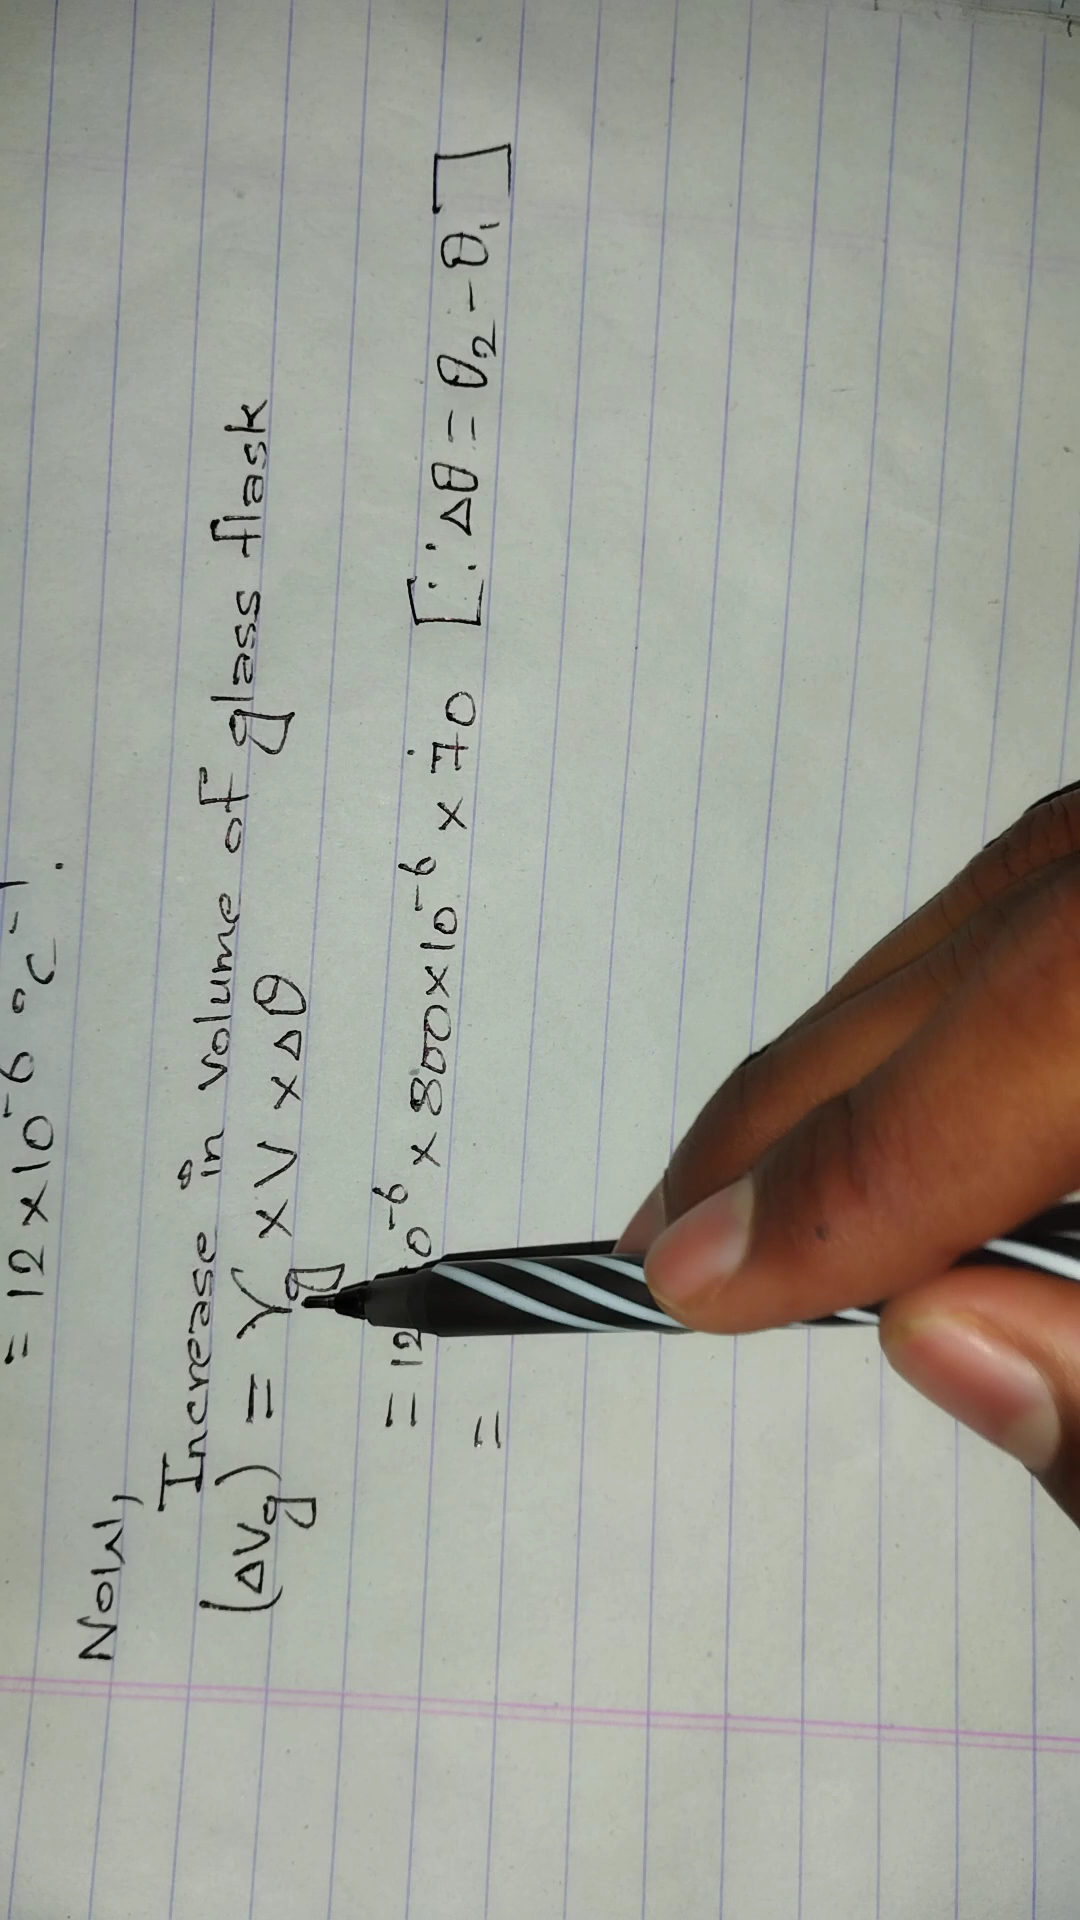 = 12 × 10⁻⁶ °C⁻¹.
Now,
Increase in volume of glass flask
(ΔVg) = γg × V × Δθ
= 12 0⁻⁶ × 800×10⁻⁶ × 70 [∵ Δθ = θ₂ − θ₁]
=